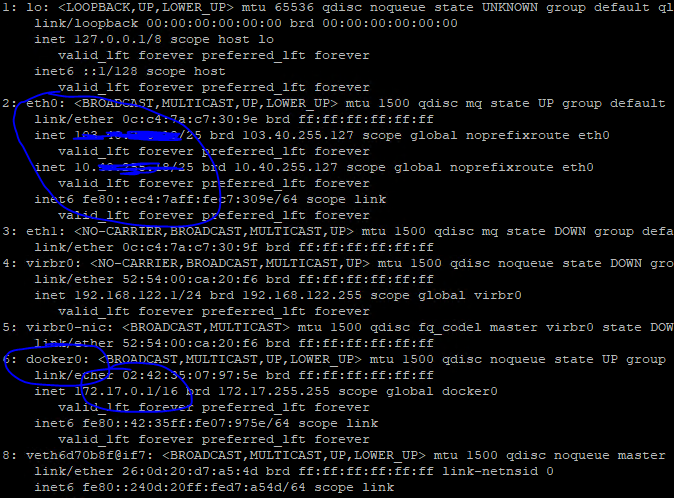 1: lo: <LOOPBACK,UP,LOWER_UP> mtu 65536 qdisc noqueue state UNKNOWN group default ql
link/loopback 00:00:00:00:00:00 brd 00:00:00:00:00:00
inet 127.0.0.1/8 scope host lo
valid_lft forever preferred_lft forever
inet6 ::1/128 scope host
valid_lft forever preferred_lft forever
2: eth0: <BROADCAST,MULTICAST,UP,LOWER_UP> mtu 1500 qdisc mq state UP group default
link/ether 0c:c4:7a:c7:30:9e brd ff:ff:ff:ff:ff:ff
inet /25 brd 103.40.255.127 scope global noprefixroute eth0
valid_lft forever preferred_lft forever
inet 10. /25 brd 10.40.255.127 scope global noprefixroute eth0
valid_lft forever preferred_lft forever
inet6 fe80::ec4:7aff:fec7:309e/64 scope link
valid_lft forever preferred_lft forever
3: eth1: <NO-CARRIER,BROADCAST,MULTICAST,UP> mtu 1500 qdisc mq state DOWN group defa
link/ether 0c:c4:7a:c7:30:9f brd ff:ff:ff:ff:ff:ff
4: virbr0: <NO-CARRIER,BROADCAST,MULTICAST,UP> mtu 1500 qdisc noqueue state DOWN gro
link/ether 52:54:00:ca:20:f6 brd ff:ff:ff:ff:ff:ff
inet 192.168.122.1/24 brd 192.168.122.255 scope global virbr0
valid_lft forever preferred_lft forever
5: virbr0-nic: <BROADCAST,MULTICAST> mtu 1500 qdisc fq_codel master virbr0 state DOW
link/ether 52:54:00:ca:20:f6 brd ff:ff:ff:ff:ff:ff
6: docker0: <BROADCAST,MULTICAST,UP,LOWER_UP> mtu 1500 qdisc noqueue state UP group
link/ether 02:42:35:07:97:5e brd ff:ff:ff:ff:ff:ff
inet 172.17.0.1/16 brd 172.17.255.255 scope global docker0
valid_lft forever preferred_lft forever
inet6 fe80::42:35ff:fe07:975e/64 scope link
valid_lft forever preferred_lft forever
8: veth6d70b8f@if7: <BROADCAST,MULTICAST,UP,LOWER_UP> mtu 1500 qdisc noqueue master
link/ether 26:0d:20:d7:a5:4d brd ff:ff:ff:ff:ff:ff link-netnsid 0
inet6 fe80::240d:20ff:fed7:a54d/64 scope link